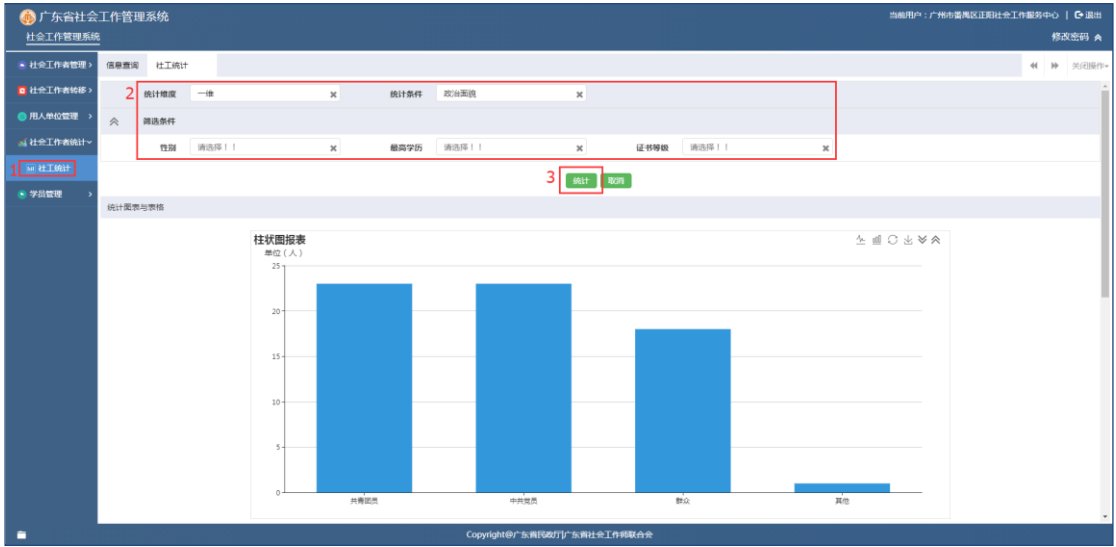 广东省社会工作管理系统
当前用户：广州市番禺区正阳社会工作服务中心 | 退出
社会工作管理系统
修改密码
社会工作者管理
信息查询 社工统计
关闭操作
社会工作者转移
2
统计维度 一维
统计条件 政治面貌
用人单位管理
筛选条件
社会工作者统计
性别 请选择！！
最高学历 请选择！！
证书等级 请选择！！
1 社工统计
3 统计 取消
学员管理
统计图表与表格
柱状图报表
单位（人）
25
20
15
10
5
0
共青团员 中共党员 群众 其他
Copyright@广东省民政厅|广东省社会工作师联合会